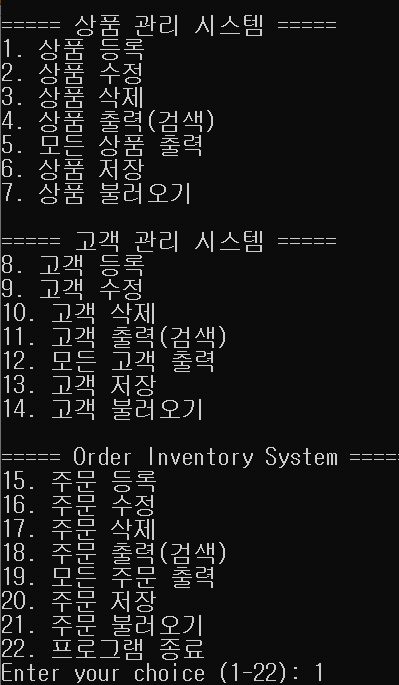 ===== 상품 관리 시스템 =====
1. 상품 등록
2. 상품 수정
3. 상품 삭제
4. 상품 출력(검색)
5. 모든 상품 출력
6. 상품 저장
7. 상품 불러오기
===== 고객 관리 시스템 =====
8. 고객 등록
9. 고객 수정
10. 고객 삭제
11. 고객 출력(검색)
12. 모든 고객 출력
13. 고객 저장
14. 고객 불러오기
===== Order Inventory System =====
15. 주문 등록
16. 주문 수정
17. 주문 삭제
18. 주문 출력(검색)
19. 모든 주문 출력
20. 주문 저장
21. 주문 불러오기
22. 프로그램 종료
Enter your choice (1-22): 1